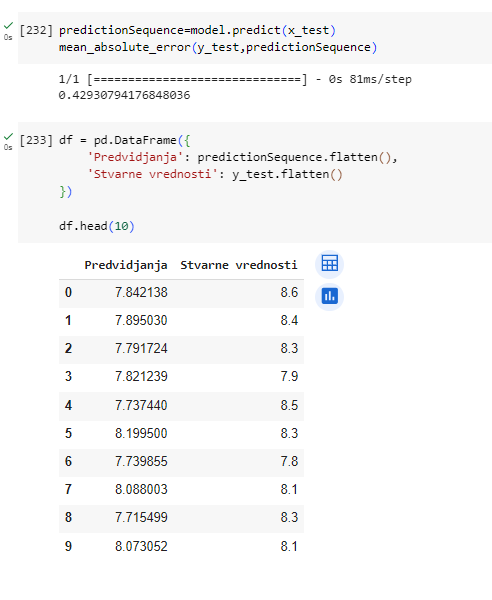 [232] predictionSequence=model.predict(x_test)
mean_absolute_error(y_test,predictionSequence)
0s
1/1 [==============================] - 0s 81ms/step
0.42930794176848036
[233] df = pd.DataFrame({
0s
'Predvidjanja': predictionSequence.flatten(),
'Stvarne vrednosti': y_test.flatten()
})
df.head(10)
Predvidjanja Stvarne vrednosti
0 7.842138 8.6
1 7.895030 8.4
2 7.791724 8.3
3 7.821239 7.9
4 7.737440 8.5
5 8.199500 8.3
6 7.739855 7.8
7 8.088003 8.1
8 7.715499 8.3
9 8.073052 8.1